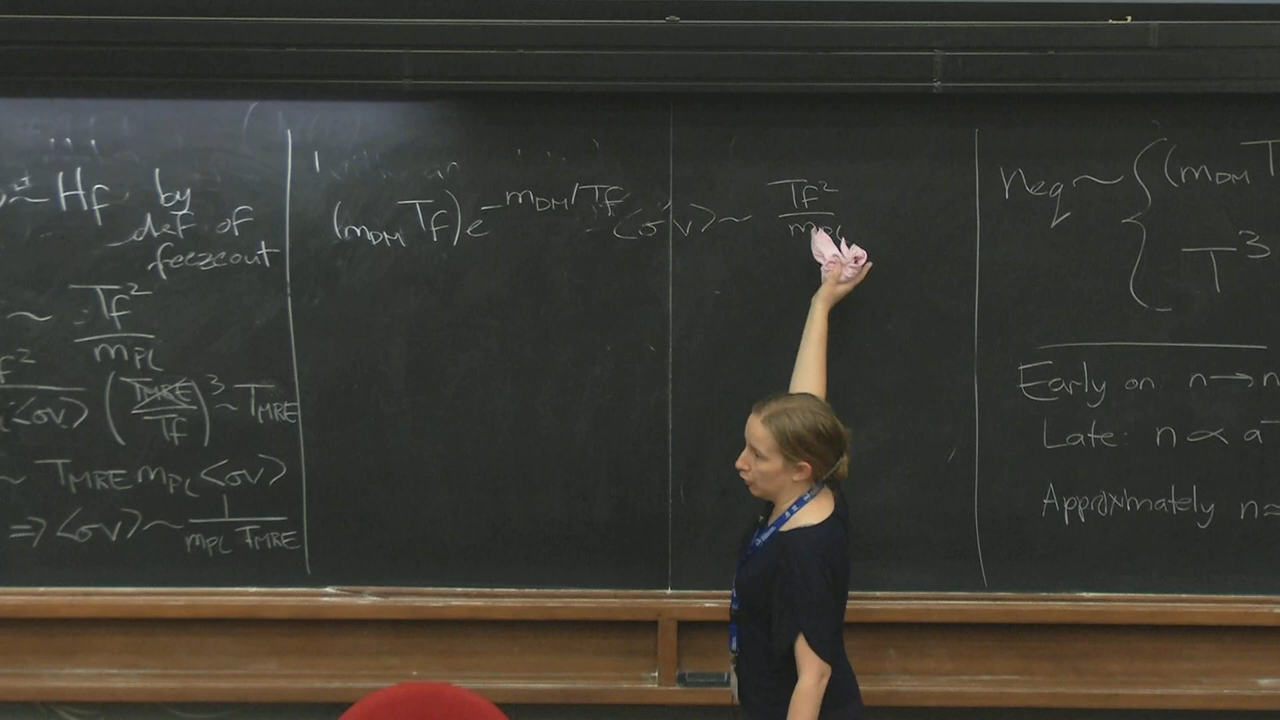 ~ Hf by
def of
feezeout
~ Tf²
mPL
f²
<σv> (TMRE/Tf)³ ~ TMRE
~ TMRE mPL <σv>
=> <σv> ~ 1
mPL TMRE
(mDM Tf) e^-mDM/Tf <σv> ~ Tf²
mPL
neq ~ { (mDM T
T³
Early on n → n
Late: n ∝ a⁻
Approximately n ≈